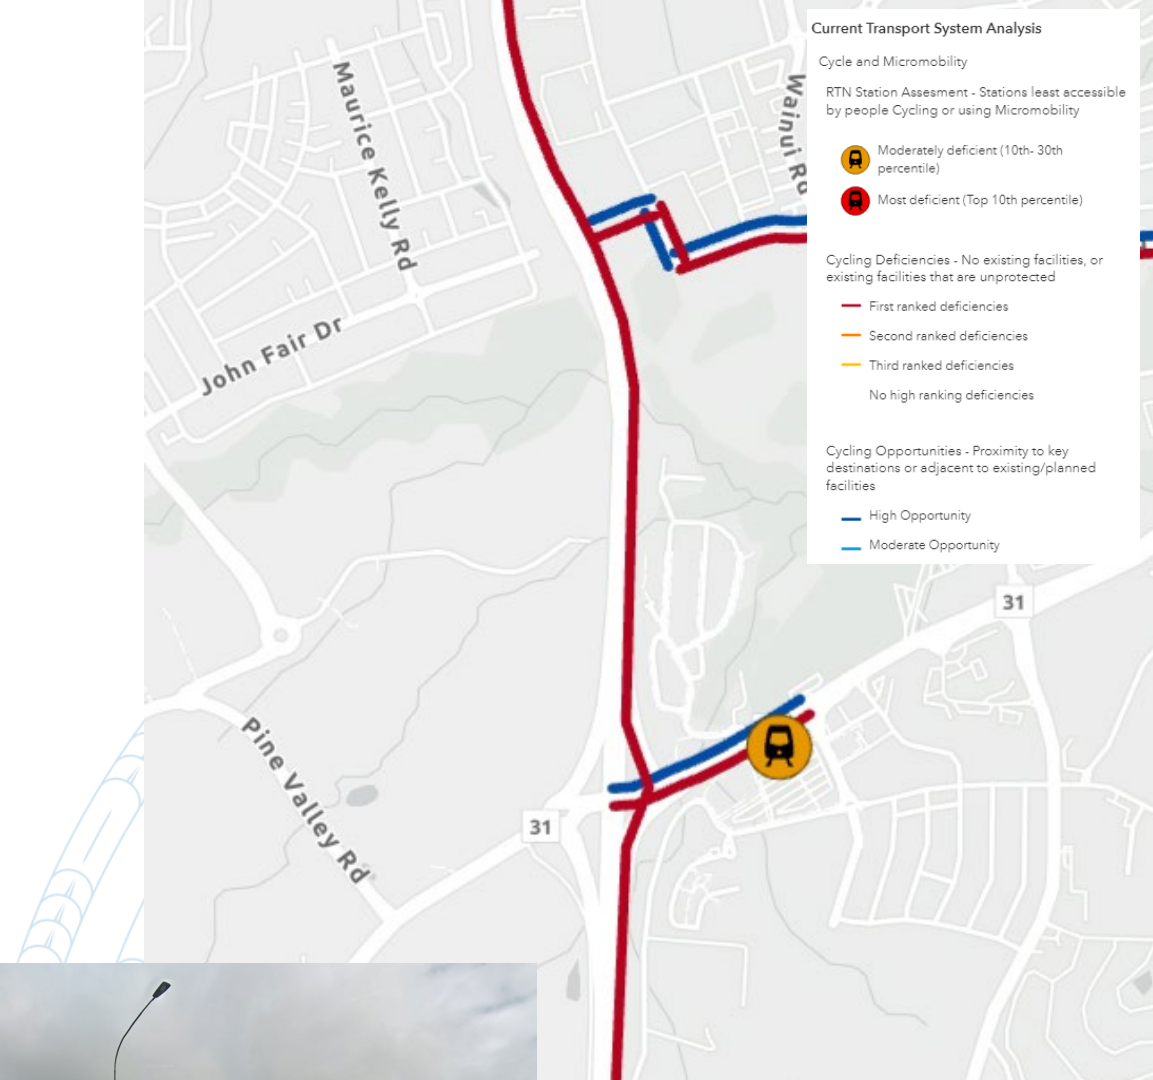 Current Transport System Analysis
Cycle and Micromobility
RTN Station Assesment - Stations least accessible
by people Cycling or using Micromobility
Moderately deficient (10th- 30th
percentile)
Most deficient (Top 10th percentile)
Cycling Deficiencies - No existing facilities, or
existing facilities that are unprotected
First ranked deficiencies
Second ranked deficiencies
Third ranked deficiencies
No high ranking deficiencies
Cycling Opportunities - Proximity to key
destinations or adjacent to existing/planned
facilities
High Opportunity
Moderate Opportunity
Maurice Kelly Rd
Wainui Rd
John Fair Dr
31
Pine Valley Rd
31